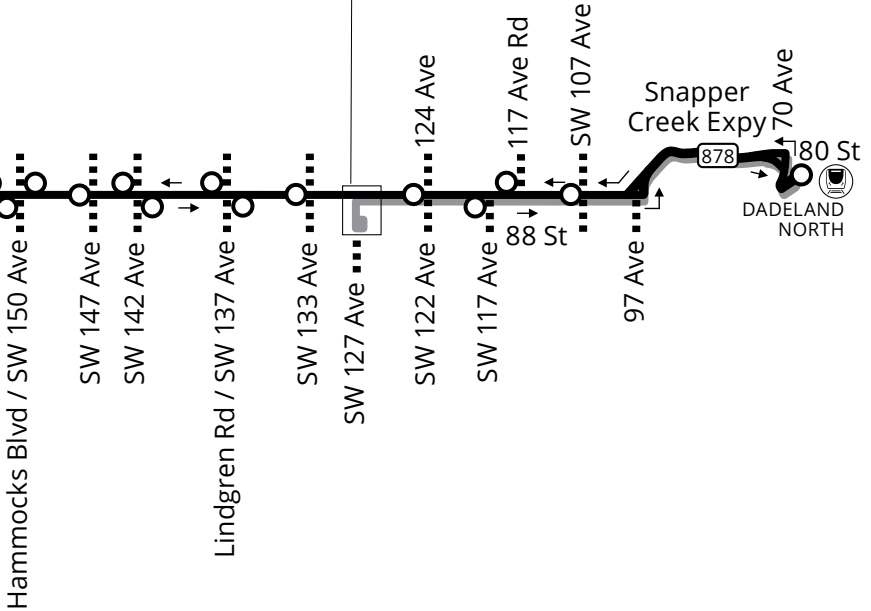 124 Ave
117 Ave Rd
SW 107 Ave
Snapper
Creek Expy
70 Ave
878
80 St
DADELAND
NORTH
88 St
Hammocks Blvd / SW 150 Ave
SW 147 Ave
SW 142 Ave
Lindgren Rd / SW 137 Ave
SW 133 Ave
SW 127 Ave
SW 122 Ave
SW 117 Ave
97 Ave